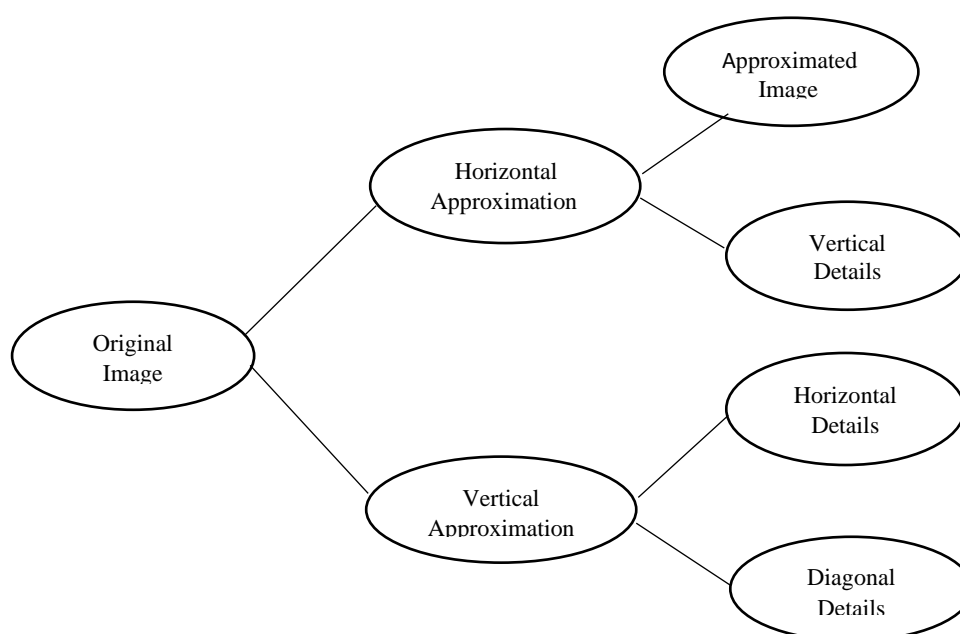 Approximated
Image
Horizontal
Approximation
Vertical
Details
Original
Image
Horizontal
Details
Vertical
Approximation
Diagonal
Details